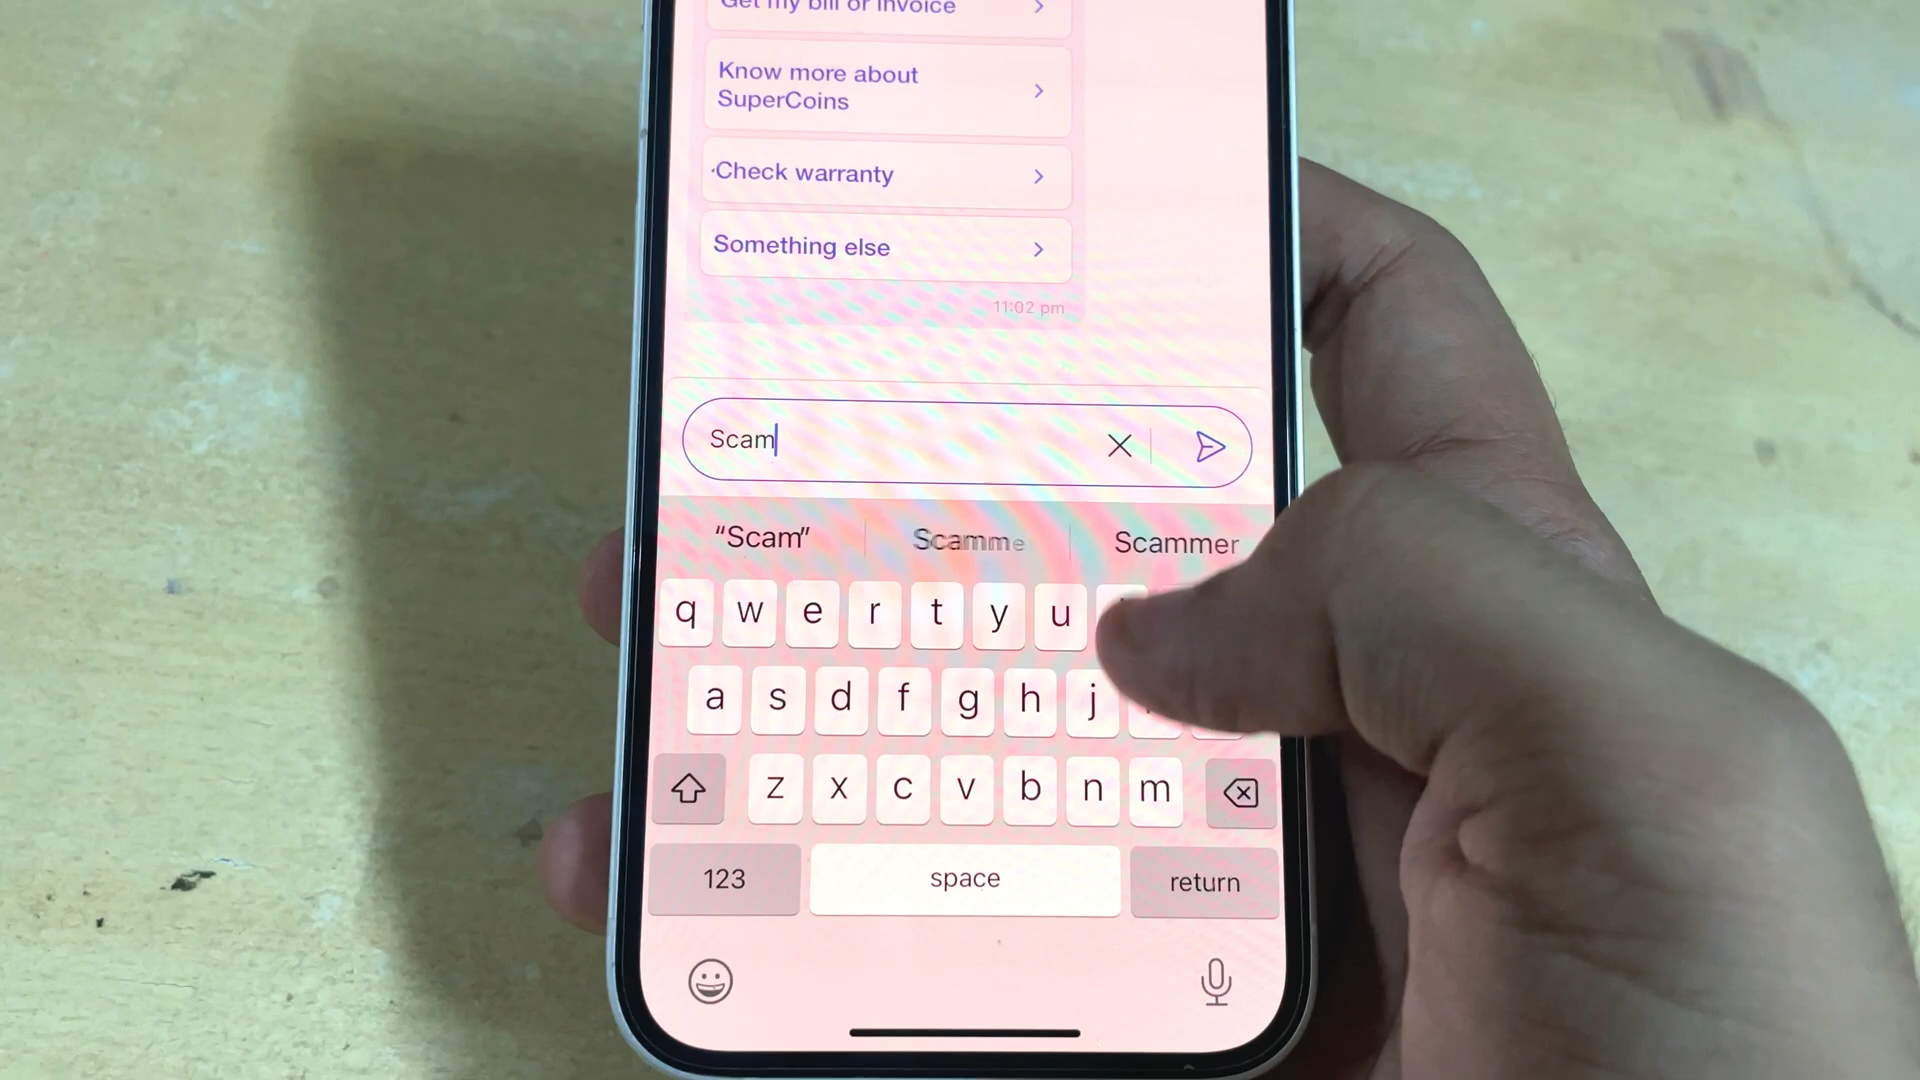 Get my bill or invoice
Know more about
SuperCoins
Check warranty
Something else
11:02 pm
Scam
“Scam” Scamme Scammer
q w e r t y u
a s d f g h j
z x c v b n m
123 space return